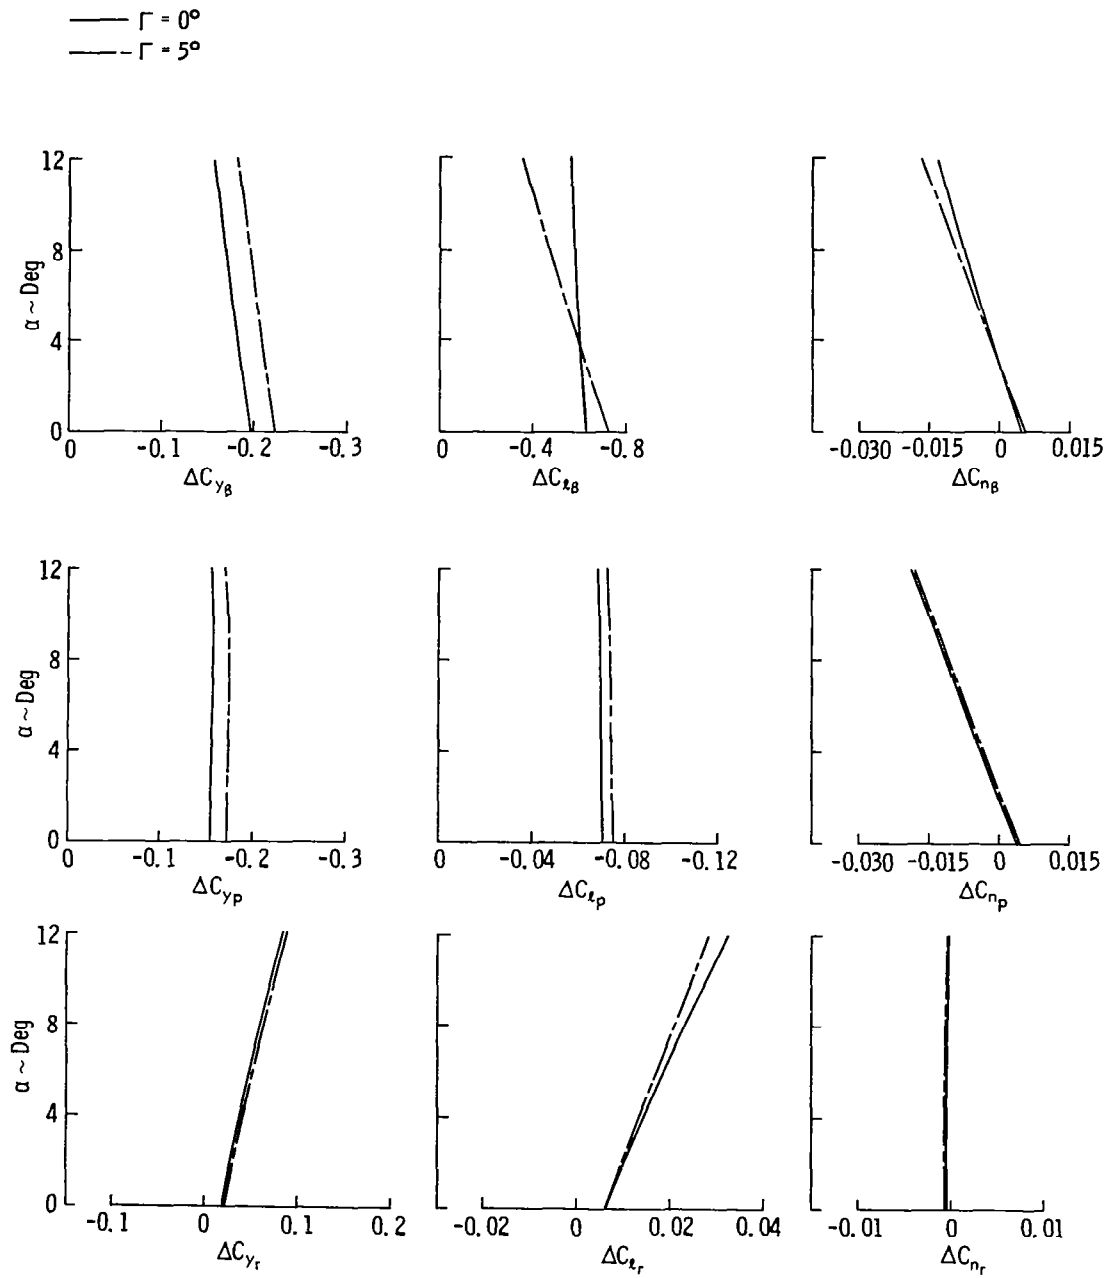 Γ = 0°
Γ = 5°
12
8
4
0
α ~ Deg
0 -0.1 -0.2 -0.3
ΔC_{y_β}
0 -0.4 -0.8
ΔC_{ℓ_β}
-0.030 -0.015 0 0.015
ΔC_{n_β}
12
8
4
0
α ~ Deg
0 -0.1 -0.2 -0.3
ΔC_{y_p}
0 -0.04 -0.08 -0.12
ΔC_{ℓ_p}
-0.030 -0.015 0 0.015
ΔC_{n_p}
12
8
4
0
α ~ Deg
-0.1 0 0.1 0.2
ΔC_{y_r}
-0.02 0 0.02 0.04
ΔC_{ℓ_r}
-0.01 0 0.01
ΔC_{n_r}